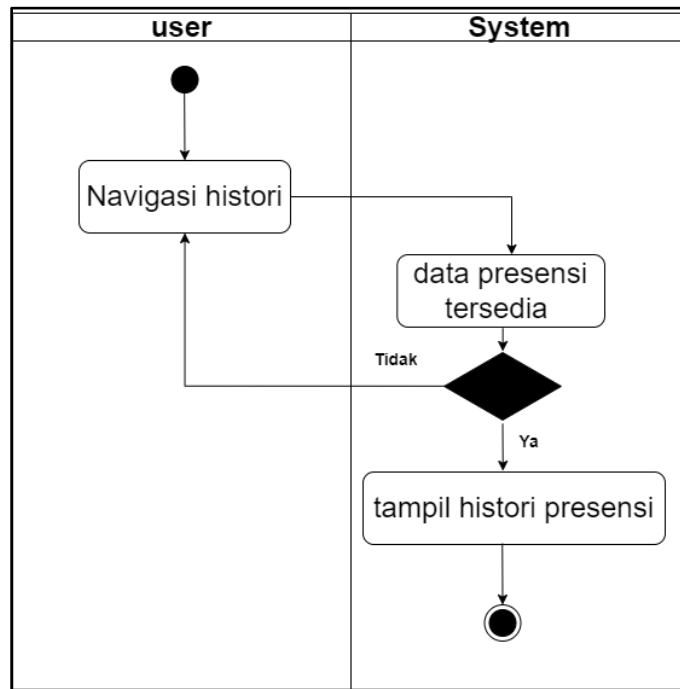 user
System
Navigasi histori
data presensi
tersedia
Tidak
Ya
tampil histori presensi